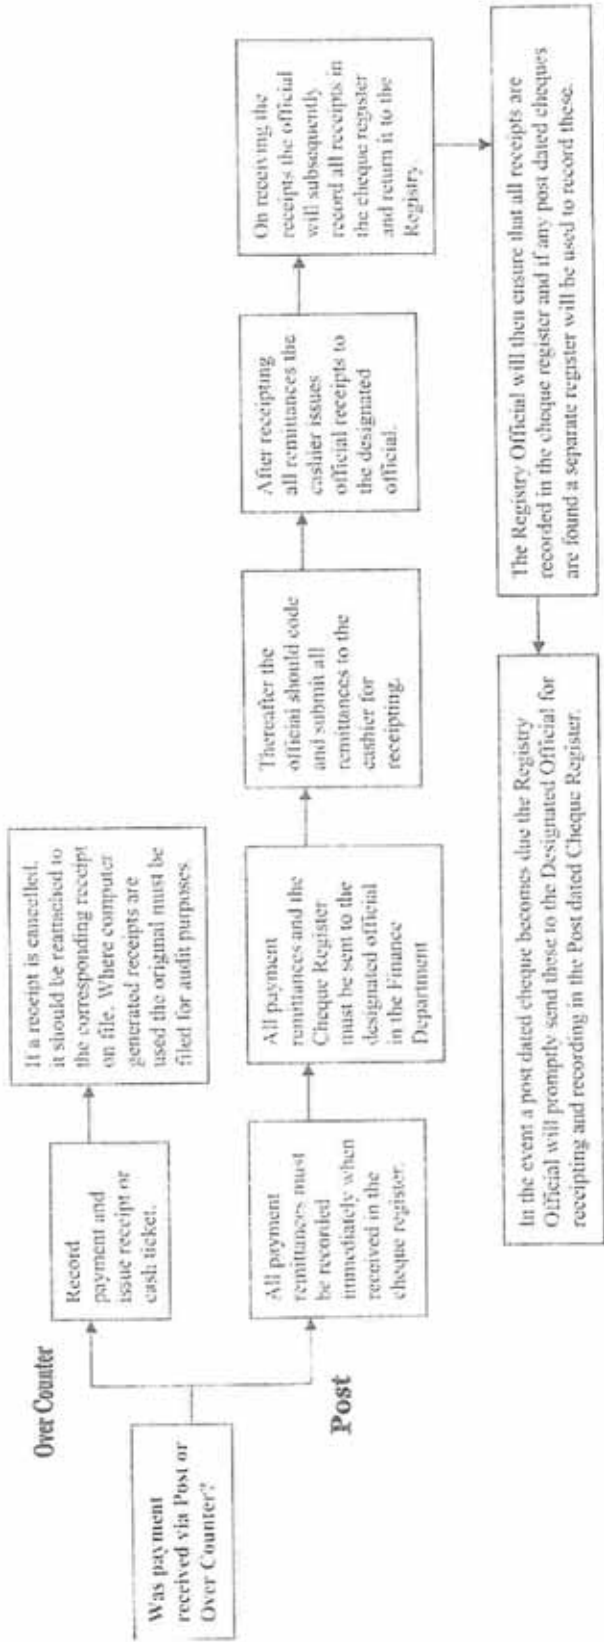 Was payment
received via Post or
Over Counter?
Over Counter
Record
payment and
issue receipt or
cash ticket.
If a receipt is cancelled,
it should be reattached to
the corresponding receipt
on file. Where computer
generated receipts are
used the original must be
filed for audit purposes.
Post
All payment
remittances must
be recorded
immediately when
received in the
cheque register.
All payment
remittances and the
Cheque Register
must be sent to the
designated official
in the Finance
Department
Thereafter the
official should code
and submit all
remittances to the
cashier for
receipting.
After receipting
all remittances the
cashier issues
official receipts to
the designated
official.
On receiving the
receipts the official
will subsequently
record all receipts in
the cheque register
and return it to the
Registry.
The Registry Official will then ensure that all receipts are
recorded in the cheque register and if any post dated cheques
are found a separate register will be used to record these.
In the event a post dated cheque becomes due the Registry
Official will promptly send these to the Designated Official for
receipting and recording in the Post dated Cheque Register.